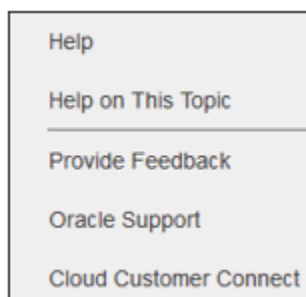 Help
Help on This Topic
Provide Feedback
Oracle Support
Cloud Customer Connect